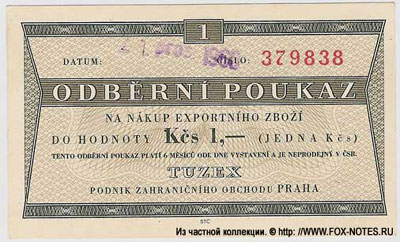 1
DATUM: ČÍSLO: 379838
ODBĚRNÍ POUKAZ
NA NÁKUP EXPORTNÍHO ZBOŽÍ
DO HODNOTY Kčs 1,— (JEDNA Kčs)
TENTO ODBĚRNÍ POUKAZ PLATÍ 6 MĚSÍCŮ ODE DNE VYSTAVENÍ A JE NEPRODEJNÝ V ČSR.
TUZEX
PODNIK ZAHRANIČNÍHO OBCHODU PRAHA
STC
Из частной коллекции. © http://WWW.FOX-NOTES.RU